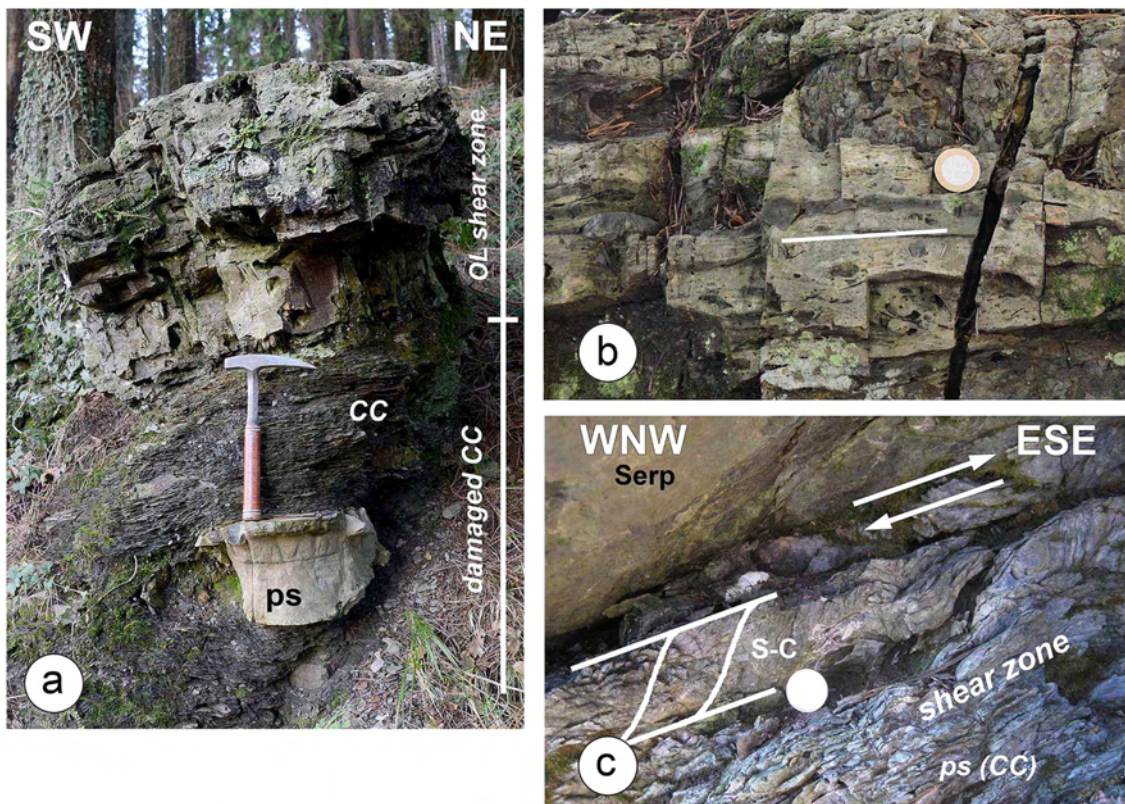 SW
NE
OL shear zone
CC
damaged CC
ps
a
b
WNW
ESE
Serp
S-C
shear zone
ps (CC)
c